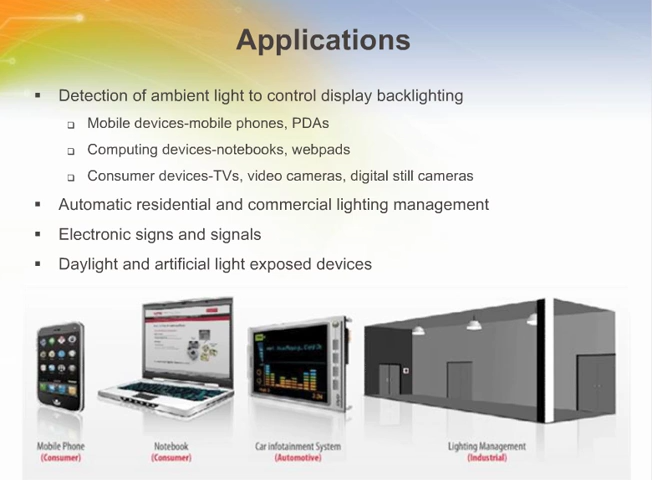 Applications
Detection of ambient light to control display backlighting
Mobile devices-mobile phones, PDAs
Computing devices-notebooks, webpads
Consumer devices-TVs, video cameras, digital still cameras
Automatic residential and commercial lighting management
Electronic signs and signals
Daylight and artificial light exposed devices
Mobile Phone
(Consumer)
Notebook
(Consumer)
Car infotainment System
(Automotive)
Lighting Management
(Industrial)